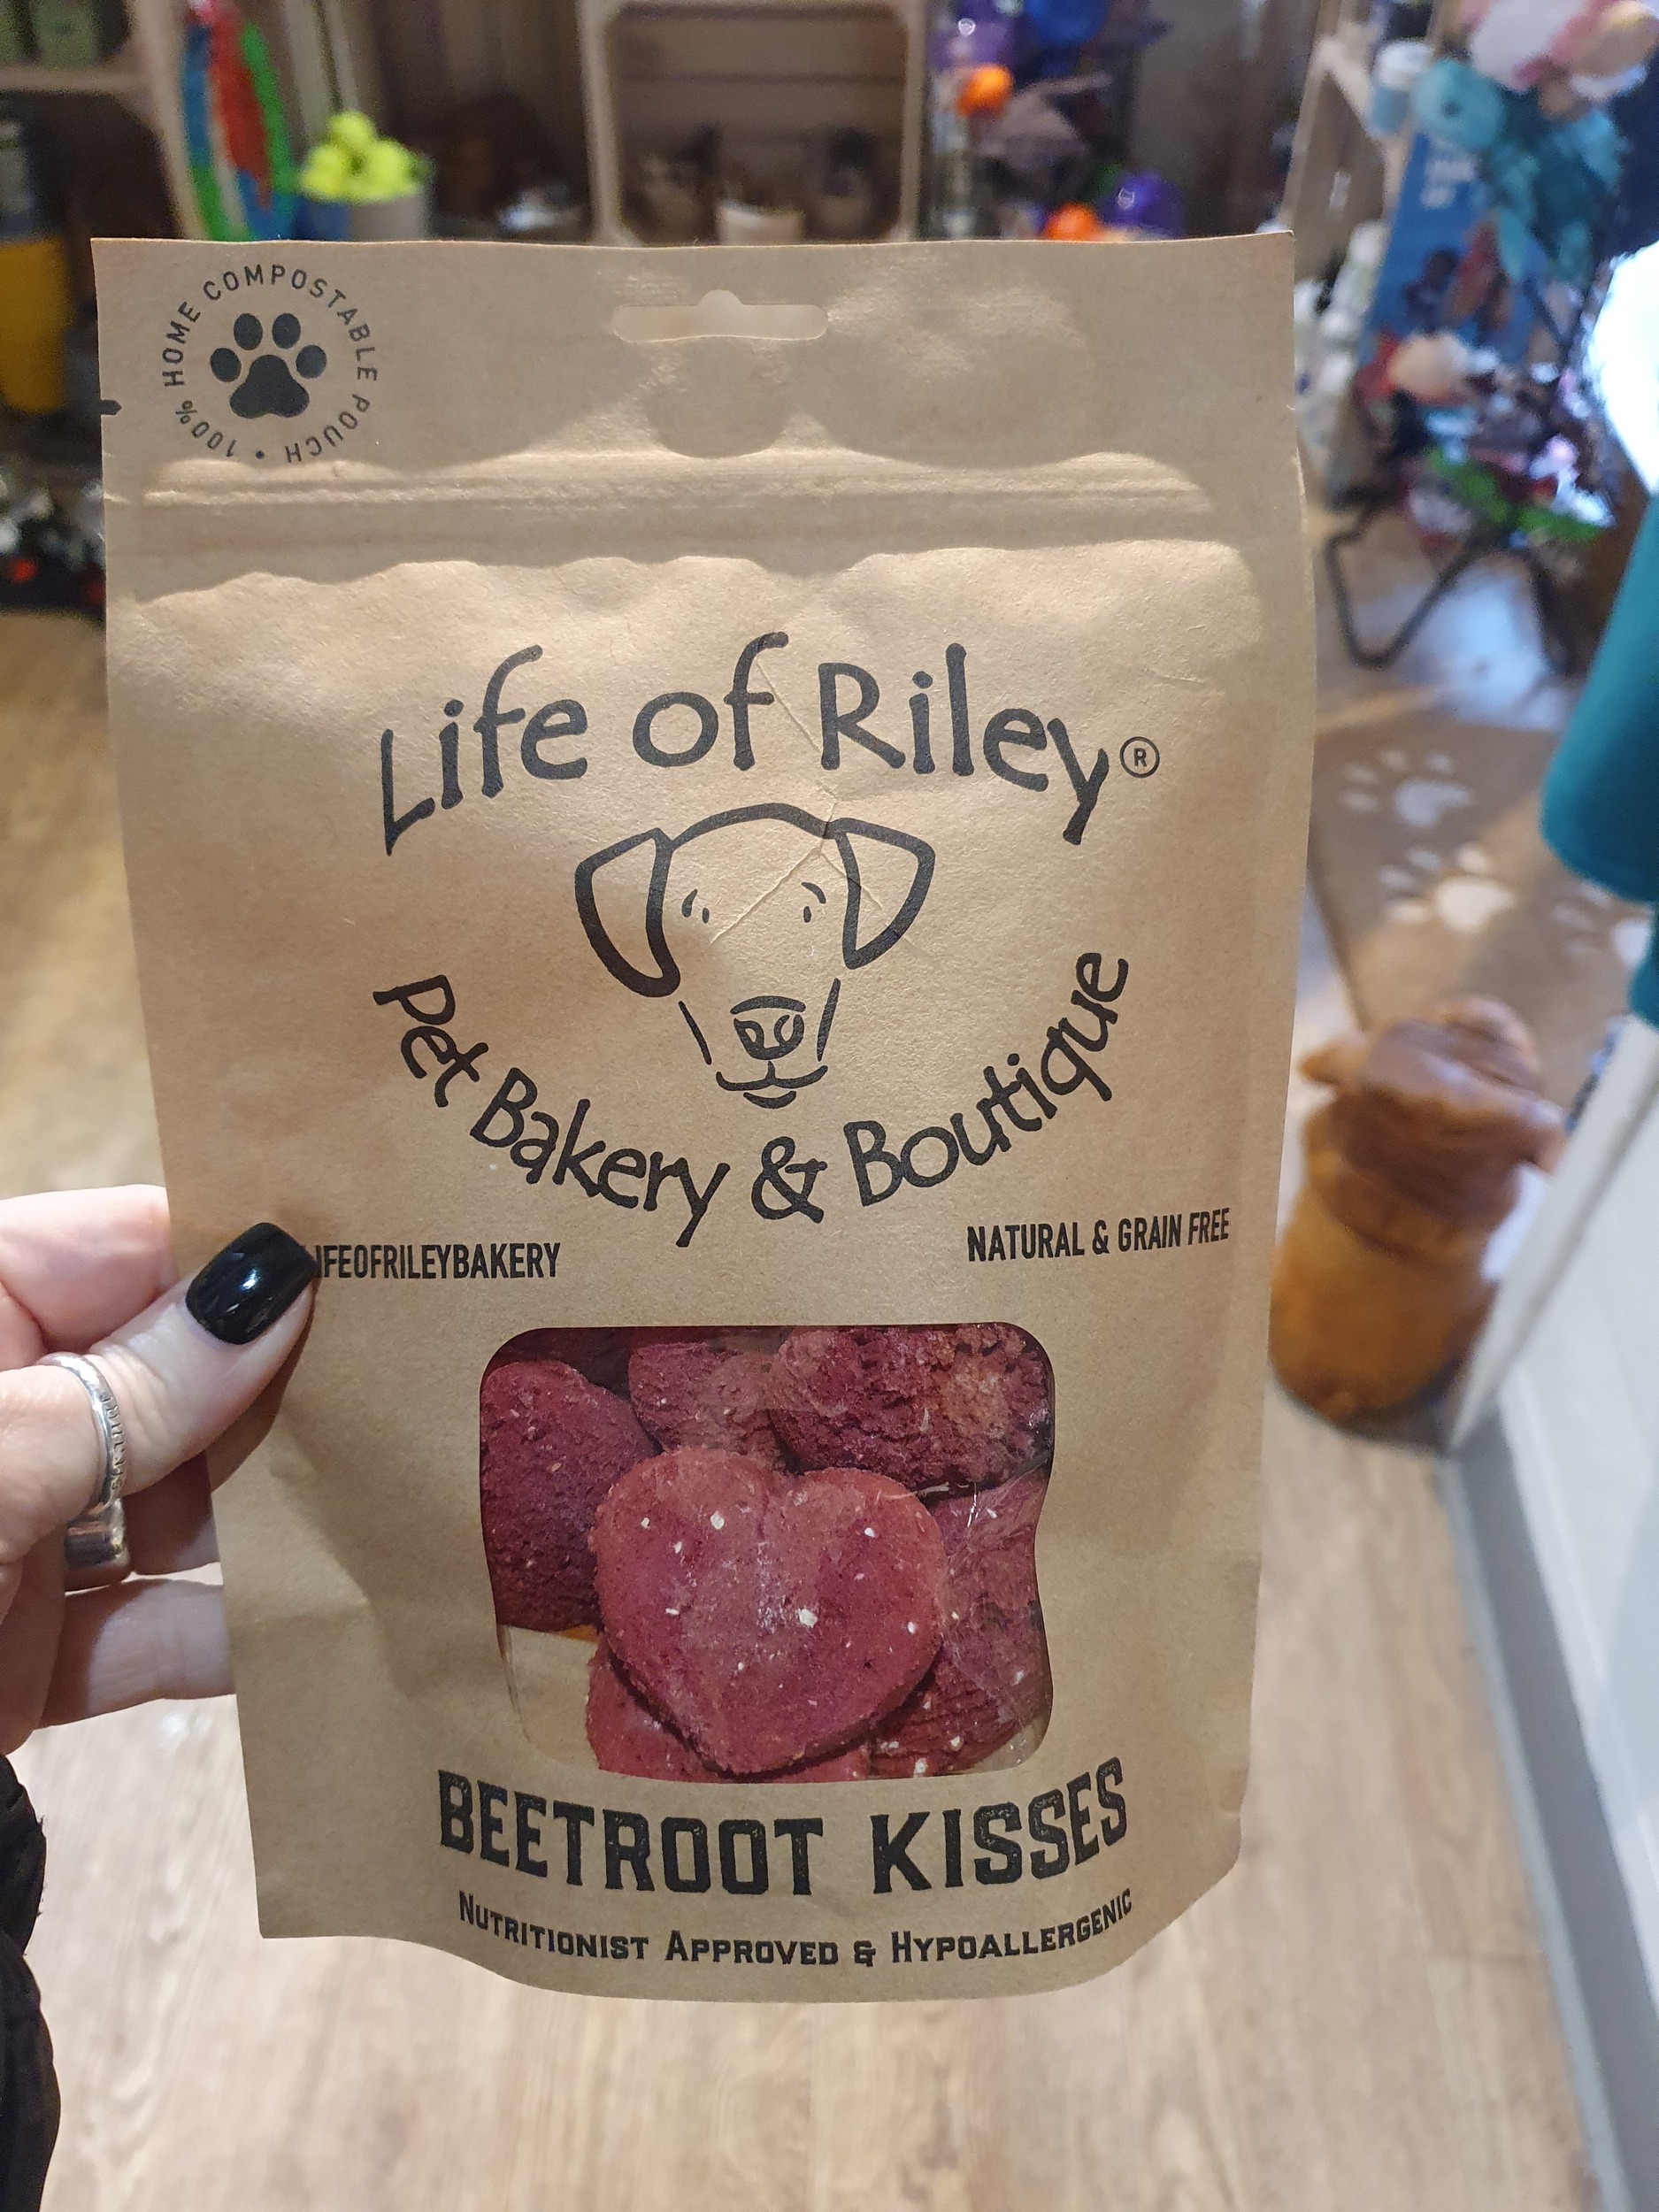 100% HOME COMPOSTABLE POUCH •
Life of Riley®
Pet Bakery & Boutique
IFEOFRILEYBAKERY
NATURAL & GRAIN FREE
BEETROOT KISSES
NUTRITIONIST APPROVED & HYPOALLERGENIC